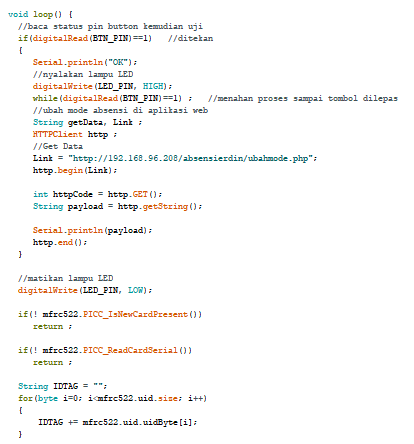 void loop() {
//baca status pin button kemudian uji
if(digitalRead(BTN_PIN)==1) //ditekan
{
Serial.println("OK");
//nyalakan lampu LED
digitalWrite(LED_PIN, HIGH);
while(digitalRead(BTN_PIN)==1) ; //menahan proses sampai tombol dilepas
//ubah mode absensi di aplikasi web
String getData, Link ;
HTTPClient http ;
//Get Data
Link = "http://192.168.96.208/absensierdin/ubahmode.php";
http.begin(Link);
int httpCode = http.GET();
String payload = http.getString();
Serial.println(payload);
http.end();
}
//matikan lampu LED
digitalWrite(LED_PIN, LOW);
if(! mfrc522.PICC_IsNewCardPresent())
return ;
if(! mfrc522.PICC_ReadCardSerial())
return ;
String IDTAG = "";
for(byte i=0; i<mfrc522.uid.size; i++)
{
IDTAG += mfrc522.uid.uidByte[i];
}